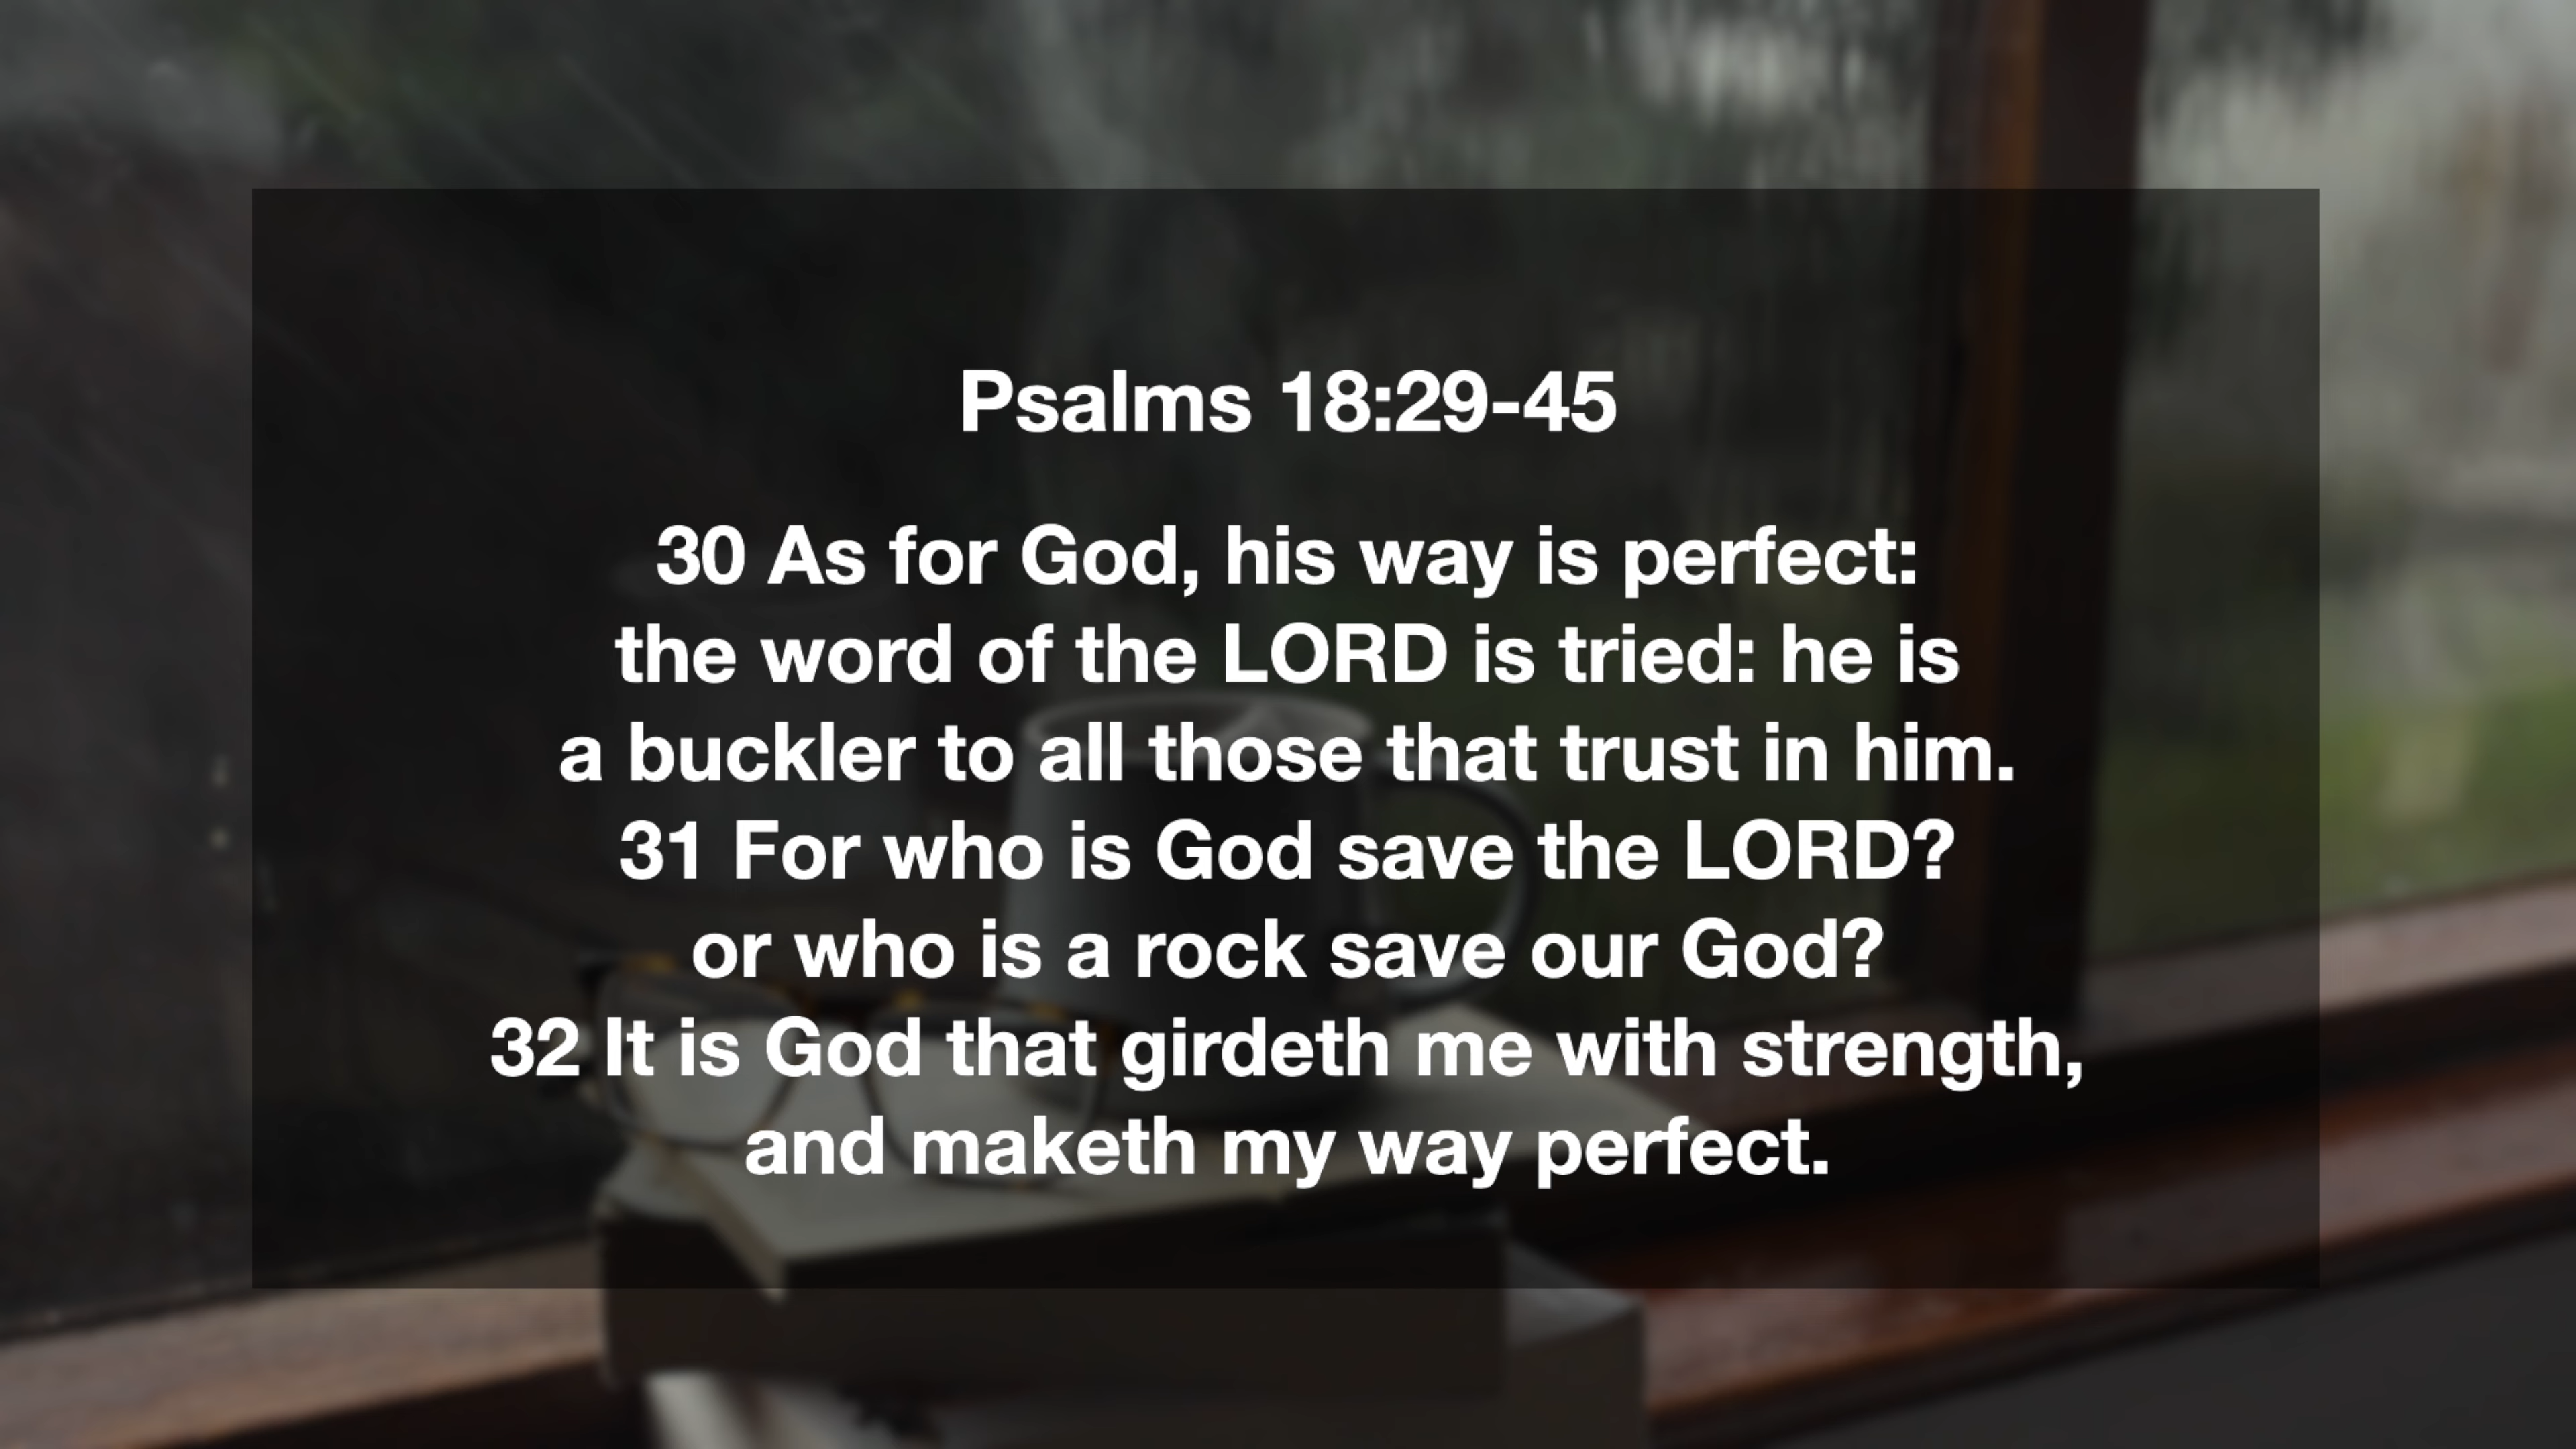 Psalms 18:29-45
30 As for God, his way is perfect:
the word of the LORD is tried: he is
a buckler to all those that trust in him.
31 For who is God save the LORD?
or who is a rock save our God?
32 It is God that girdeth me with strength,
and maketh my way perfect.